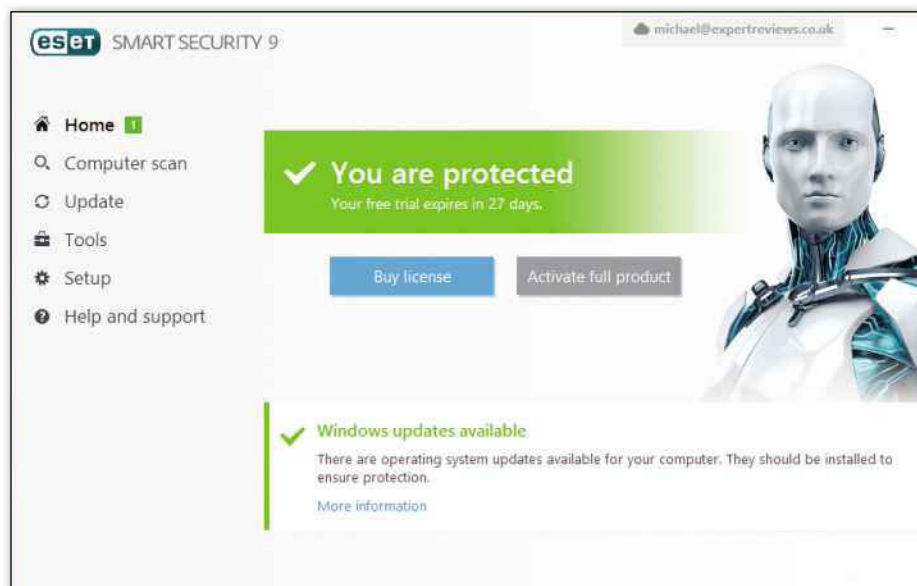 eset SMART SECURITY 9
michael@expertreviews.co.uk
Home 1
Computer scan
Update
Tools
Setup
Help and support
You are protected
Your free trial expires in 27 days.
Buy license
Activate full product
Windows updates available
There are operating system updates available for your computer. They should be installed to
ensure protection.
More information